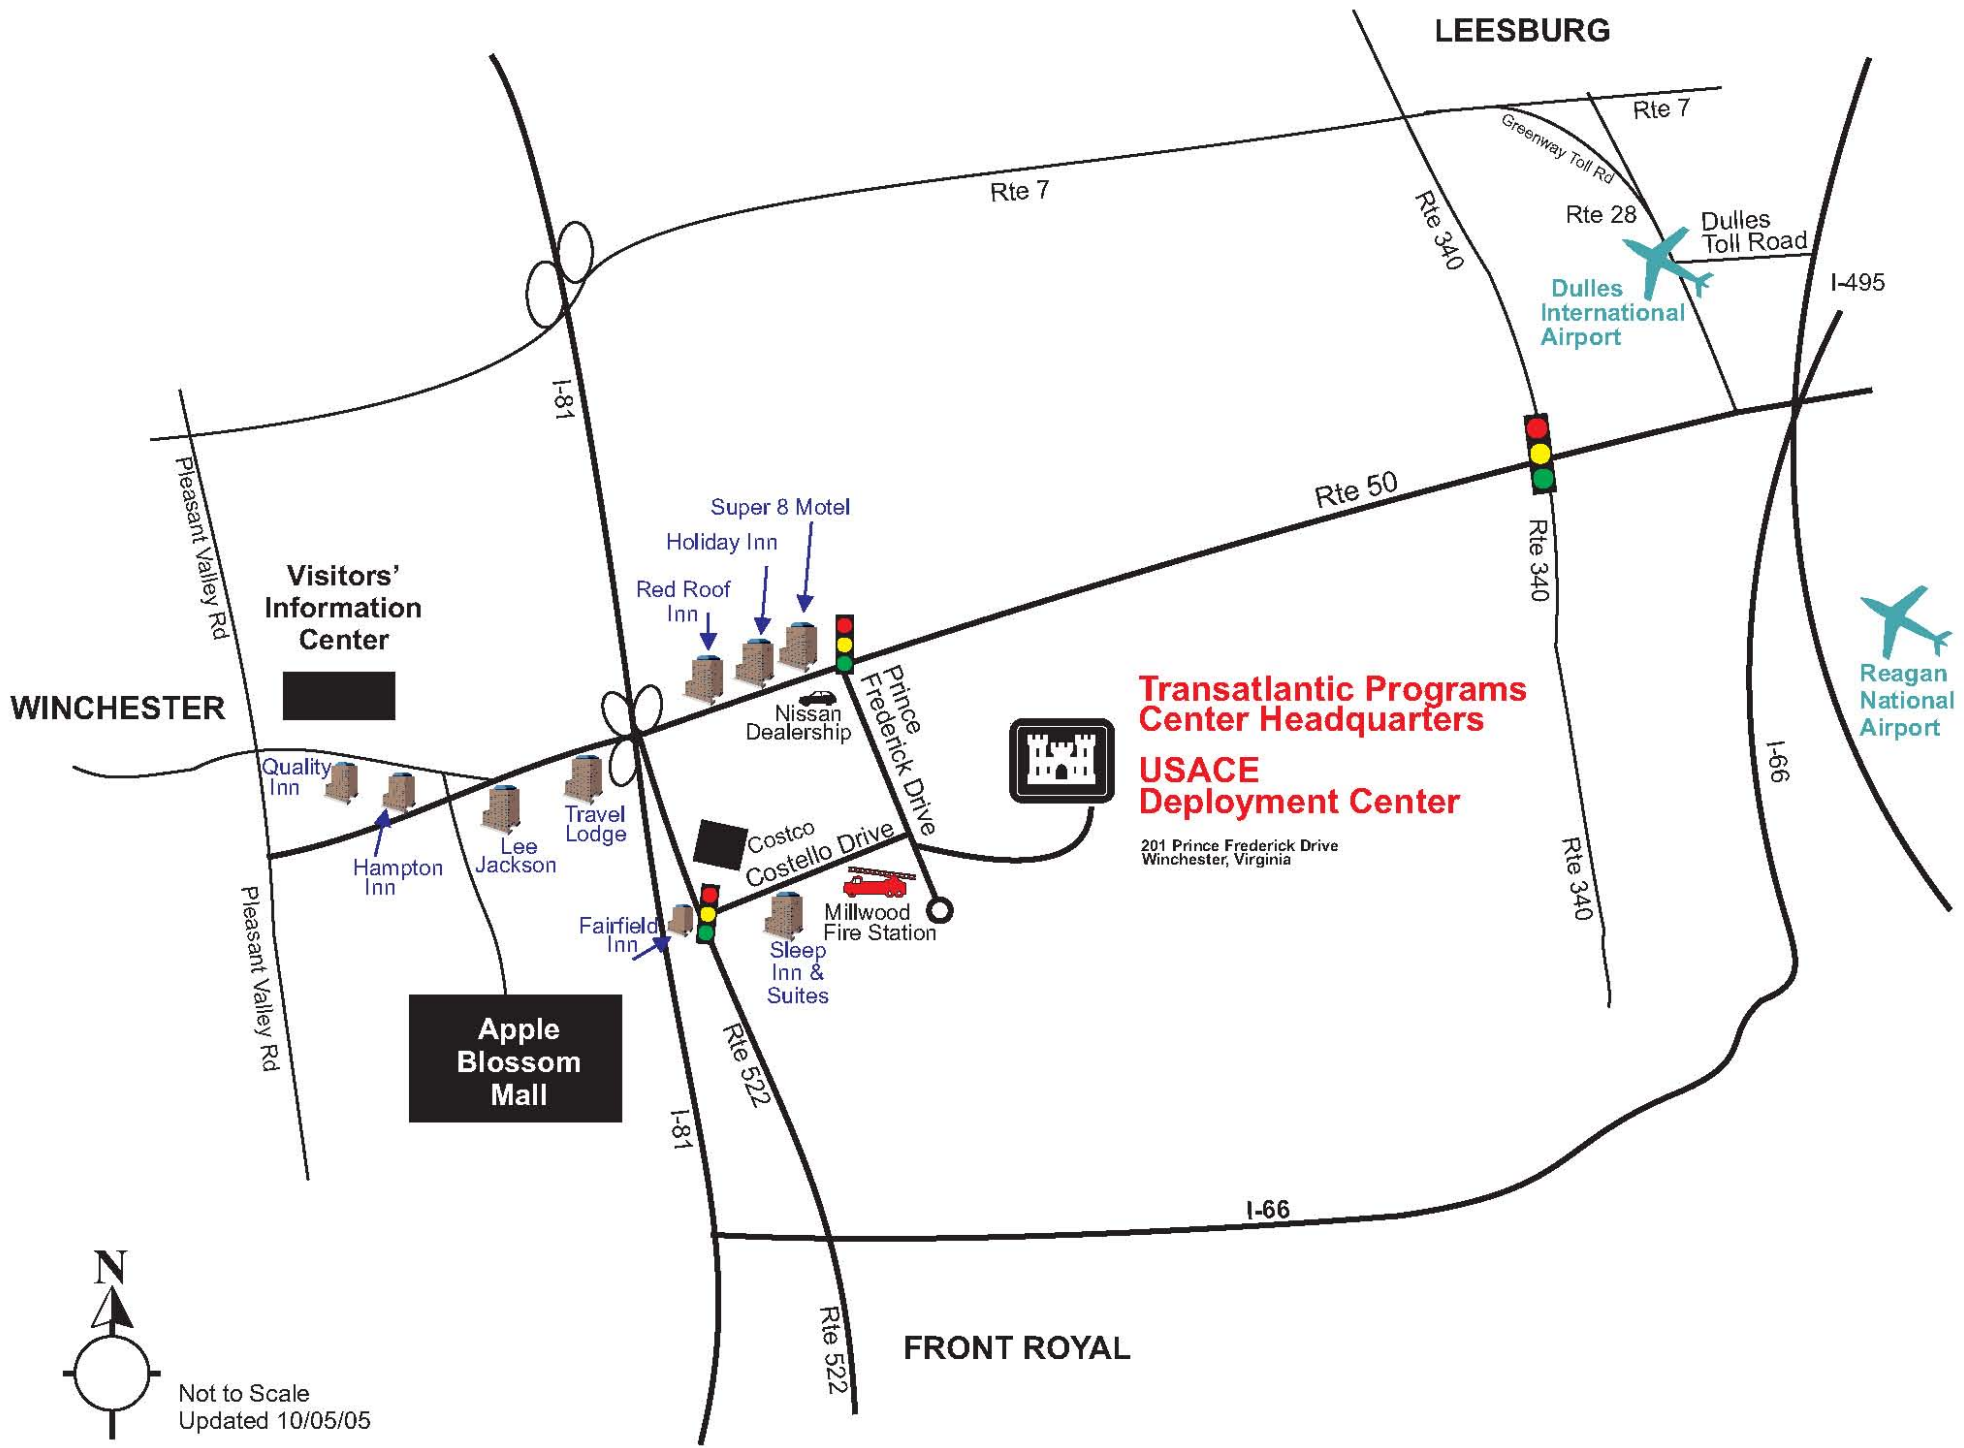 LEESBURG
Rte 7
Greenway Toll Rd
Rte 7
Rte 340
Rte 28
Dulles
Toll Road
I-495
Dulles
International
Airport
I-81
Pleasant Valley Rd
Rte 50
Super 8 Motel
Holiday Inn
Red Roof
Inn
Rte 340
Visitors’
Information
Center
WINCHESTER
Prince
Frederick Drive
Nissan
Dealership
Transatlantic Programs
Center Headquarters
USACE
Deployment Center
201 Prince Frederick Drive
Winchester, Virginia
Reagan
National
Airport
I-66
Quality
Inn
Hampton
Inn
Lee
Jackson
Travel
Lodge
Costco
Costello Drive
Rte 340
Pleasant Valley Rd
Fairfield
Inn
Millwood
Fire Station
Sleep
Inn &
Suites
Apple
Blossom
Mall
Rte 522
I-81
I-66
N
Rte 522
FRONT ROYAL
Not to Scale
Updated 10/05/05